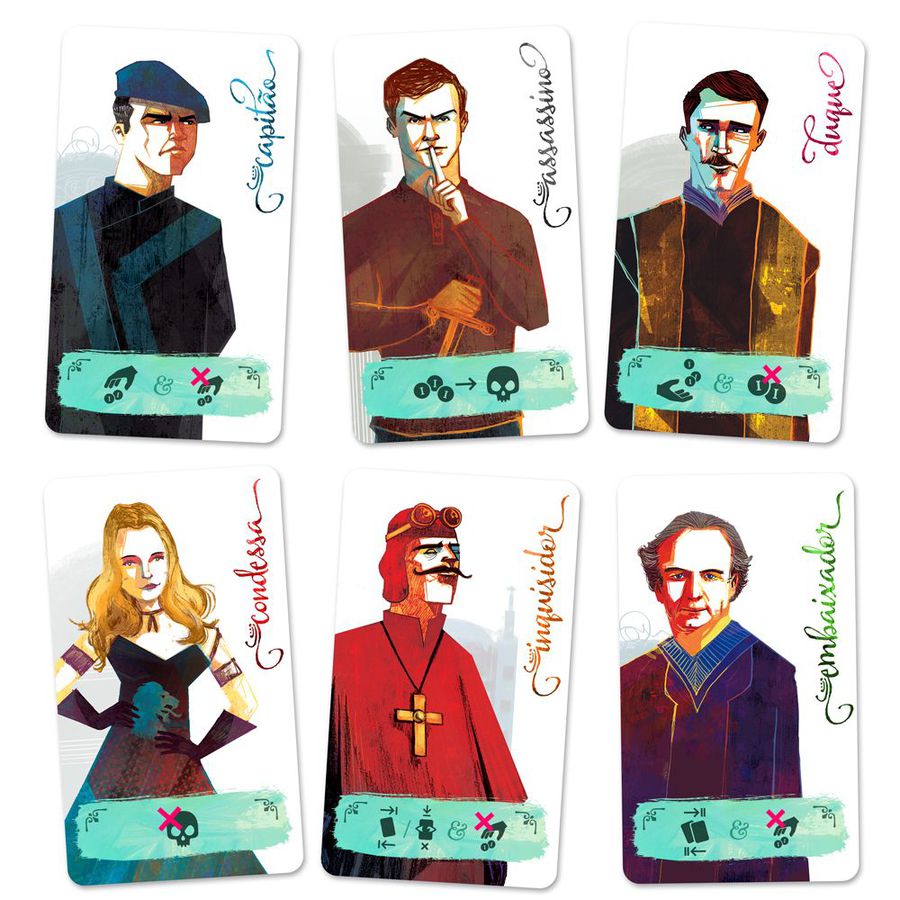 capitão
&
assassino
I
duque
I
&
I I
condessa
inquisidor
/
&
embaixador
&